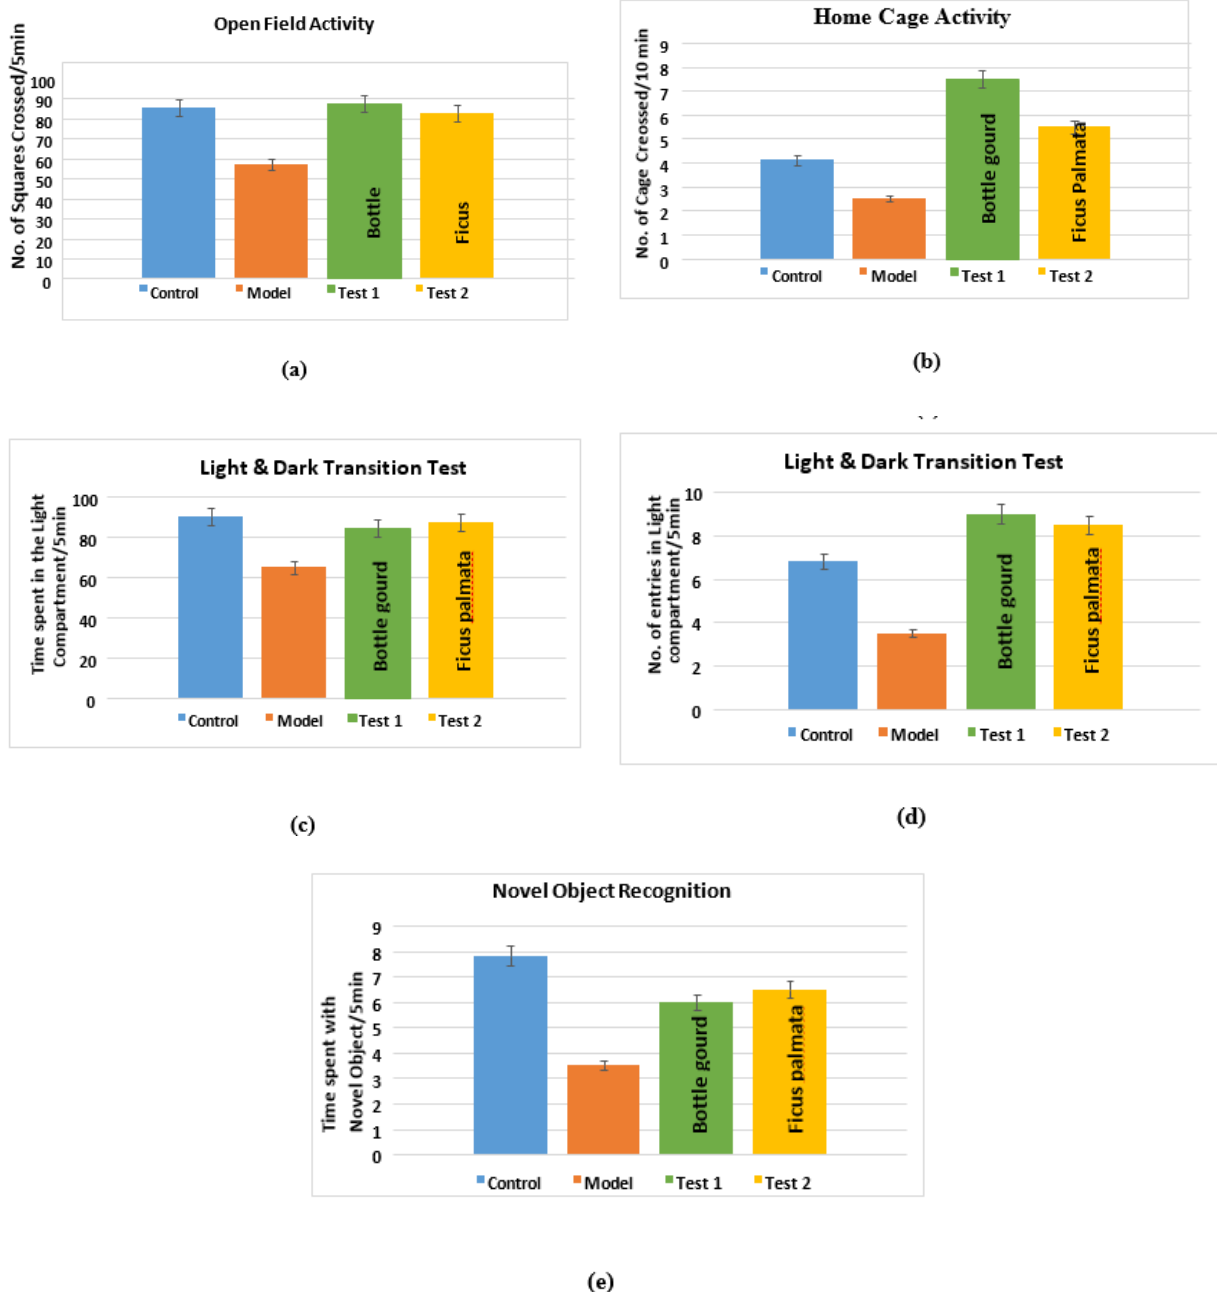 Open Field Activity
No. of Squares Crossed/5min
100
90
80
70
60
50
40
30
20
10
0
Bottle
Ficus
Control Model Test 1 Test 2
(a)
Home Cage Activity
No. of Cage Creossed/10 min
9
8
7
6
5
4
3
2
1
0
Bottle gourd
Ficus Palmata
Control Model Test 1 Test 2
(b)
Light & Dark Transition Test
Time spent in the Light
Compartment/5min
100
80
60
40
20
0
Bottle gourd
Ficus palmata
Control Model Test 1 Test 2
(c)
Light & Dark Transition Test
No. of entries in Light
compartment/5min
10
8
6
4
2
0
Bottle gourd
Ficus palmata
Control Model Test 1 Test 2
(d)
Novel Object Recognition
Time spent with
Novel Object/5min
9
8
7
6
5
4
3
2
1
0
Bottle gourd
Ficus palmata
Control Model Test 1 Test 2
(e)